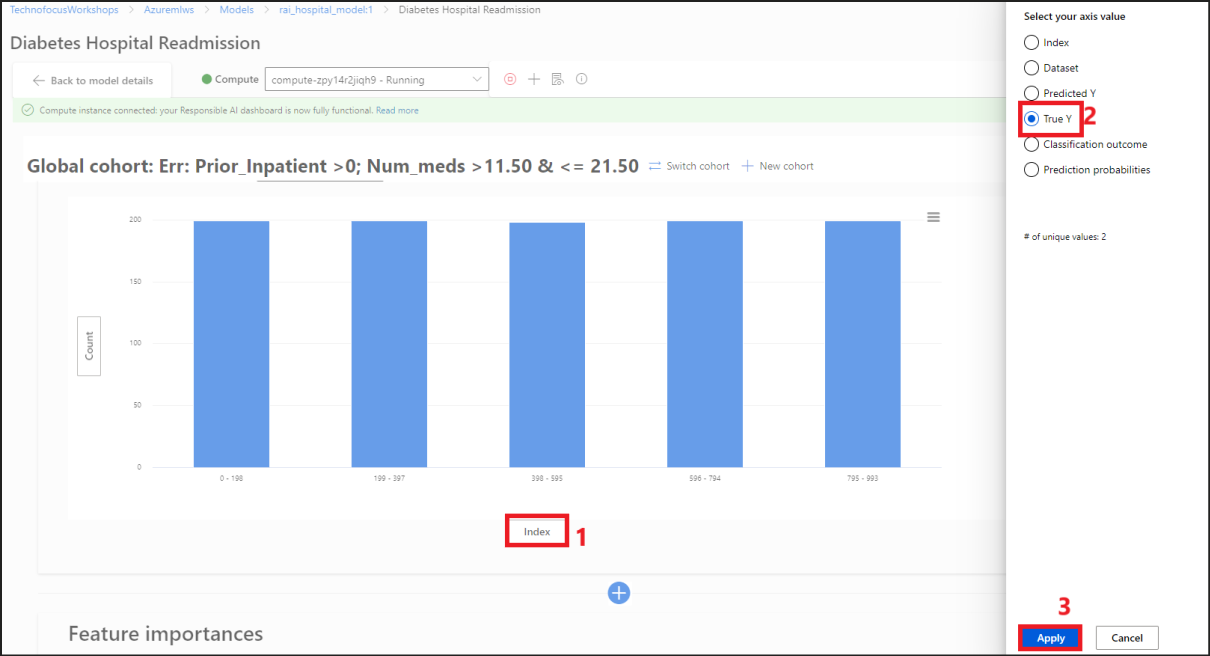 TechnofocusWorkshops > Azuremlws > Models > rai_hospital_model:1 > Diabetes Hospital Readmission
Diabetes Hospital Readmission
Back to model details
Compute
compute-zpy14r2jiqh9 - Running
Compute instance connected: your Responsible AI dashboard is now fully functional. Read more
Global cohort: Err: Prior_Inpatient >0; Num_meds >11.50 & <= 21.50
Switch cohort
New cohort
200
150
100
50
0
Count
0 - 198
199 - 397
398 - 595
596 - 794
795 - 993
Index
1
Feature importances
Select your axis value
Index
Dataset
Predicted Y
True Y
2
Classification outcome
Prediction probabilities
# of unique values: 2
3
Apply
Cancel